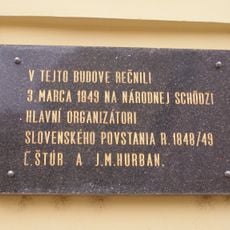 V TEJTO BUDOVE REČNILI
3. MARCA 1849 NA NÁRODNEJ SCHÔDZI
HLAVNÍ ORGANIZÁTORI
SLOVENSKÉHO POVSTANIA R. 1848/49
Ľ. ŠTÚR A J.M. HURBAN.